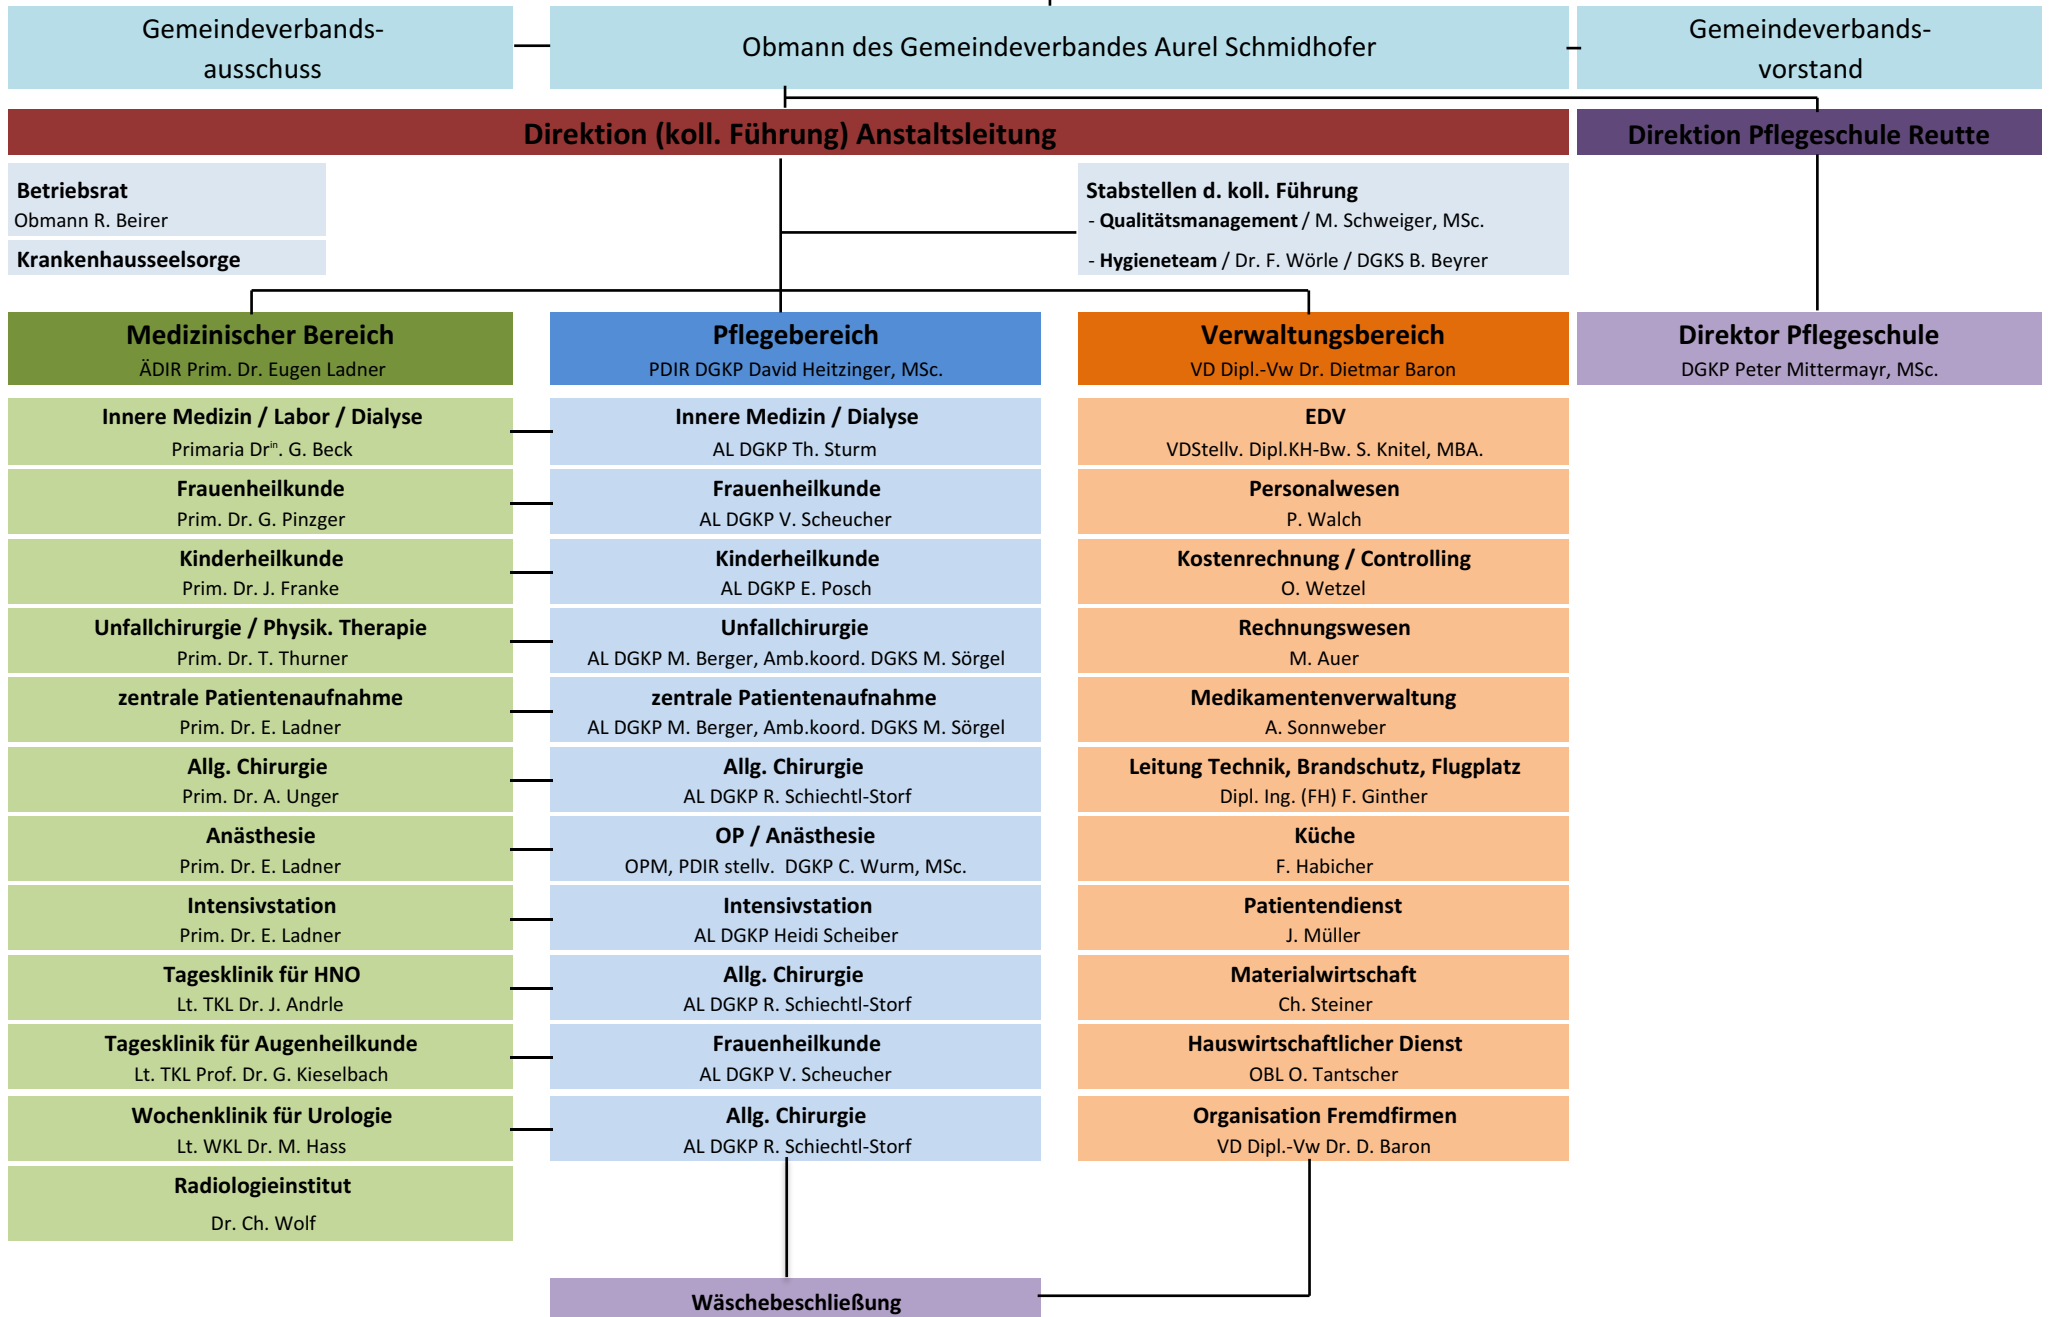 Gemeindeverbands-
ausschuss
Obmann des Gemeindeverbandes Aurel Schmidhofer
Gemeindeverbands-
vorstand
Direktion (koll. Führung) Anstaltsleitung
Direktion Pflegeschule Reutte
Betriebsrat
Obmann R. Beirer
Krankenhausseelsorge
Stabstellen d. koll. Führung
- Qualitätsmanagement / M. Schweiger, MSc.
- Hygieneteam / Dr. F. Wörle / DGKS B. Beyrer
Medizinischer Bereich
ÄDIR Prim. Dr. Eugen Ladner
Innere Medizin / Labor / Dialyse
Primaria Drⁱⁿ. G. Beck
Frauenheilkunde
Prim. Dr. G. Pinzger
Kinderheilkunde
Prim. Dr. J. Franke
Unfallchirurgie / Physik. Therapie
Prim. Dr. T. Thurner
zentrale Patientenaufnahme
Prim. Dr. E. Ladner
Allg. Chirurgie
Prim. Dr. A. Unger
Anästhesie
Prim. Dr. E. Ladner
Intensivstation
Prim. Dr. E. Ladner
Tagesklinik für HNO
Lt. TKL Dr. J. Andrle
Tagesklinik für Augenheilkunde
Lt. TKL Prof. Dr. G. Kieselbach
Wochenklinik für Urologie
Lt. WKL Dr. M. Hass
Radiologieinstitut
Dr. Ch. Wolf
Pflegebereich
PDIR DGKP David Heitzinger, MSc.
Innere Medizin / Dialyse
AL DGKP Th. Sturm
Frauenheilkunde
AL DGKP V. Scheucher
Kinderheilkunde
AL DGKP E. Posch
Unfallchirurgie
AL DGKP M. Berger, Amb.koord. DGKS M. Sörgel
zentrale Patientenaufnahme
AL DGKP M. Berger, Amb.koord. DGKS M. Sörgel
Allg. Chirurgie
AL DGKP R. Schiechtl-Storf
OP / Anästhesie
OPM, PDIR stellv. DGKP C. Wurm, MSc.
Intensivstation
AL DGKP Heidi Scheiber
Allg. Chirurgie
AL DGKP R. Schiechtl-Storf
Frauenheilkunde
AL DGKP V. Scheucher
Allg. Chirurgie
AL DGKP R. Schiechtl-Storf
Verwaltungsbereich
VD Dipl.-Vw Dr. Dietmar Baron
EDV
VDStellv. Dipl.KH-Bw. S. Knitel, MBA.
Personalwesen
P. Walch
Kostenrechnung / Controlling
O. Wetzel
Rechnungswesen
M. Auer
Medikamentenverwaltung
A. Sonnweber
Leitung Technik, Brandschutz, Flugplatz
Dipl. Ing. (FH) F. Ginther
Küche
F. Habicher
Patientendienst
J. Müller
Materialwirtschaft
Ch. Steiner
Hauswirtschaftlicher Dienst
OBL O. Tantscher
Organisation Fremdfirmen
VD Dipl.-Vw Dr. D. Baron
Direktor Pflegeschule
DGKP Peter Mittermayr, MSc.
Wäschebeschließung